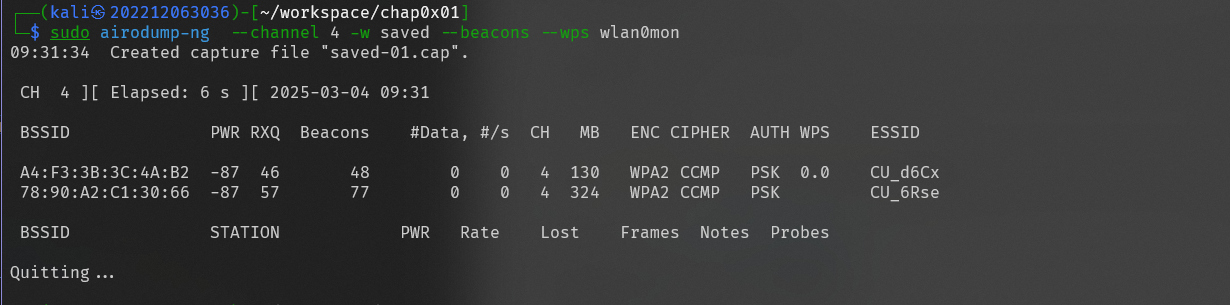 ┌──(kali㉿202212063036)-[~/workspace/chap0x01]
└─$ sudo airodump-ng --channel 4 -w saved --beacons --wps wlan0mon
09:31:34  Created capture file "saved-01.cap".
CH  4 ][ Elapsed: 6 s ][ 2025-03-04 09:31
BSSID              PWR RXQ  Beacons    #Data, #/s  CH   MB   ENC CIPHER  AUTH WPS    ESSID
A4:F3:3B:3C:4A:B2  -87  46       48        0    0   4  130   WPA2 CCMP   PSK  0.0    CU_d6Cx
78:90:A2:C1:30:66  -87  57       77        0    0   4  324   WPA2 CCMP   PSK         CU_6Rse
BSSID              STATION            PWR   Rate    Lost    Frames  Notes  Probes
Quitting...